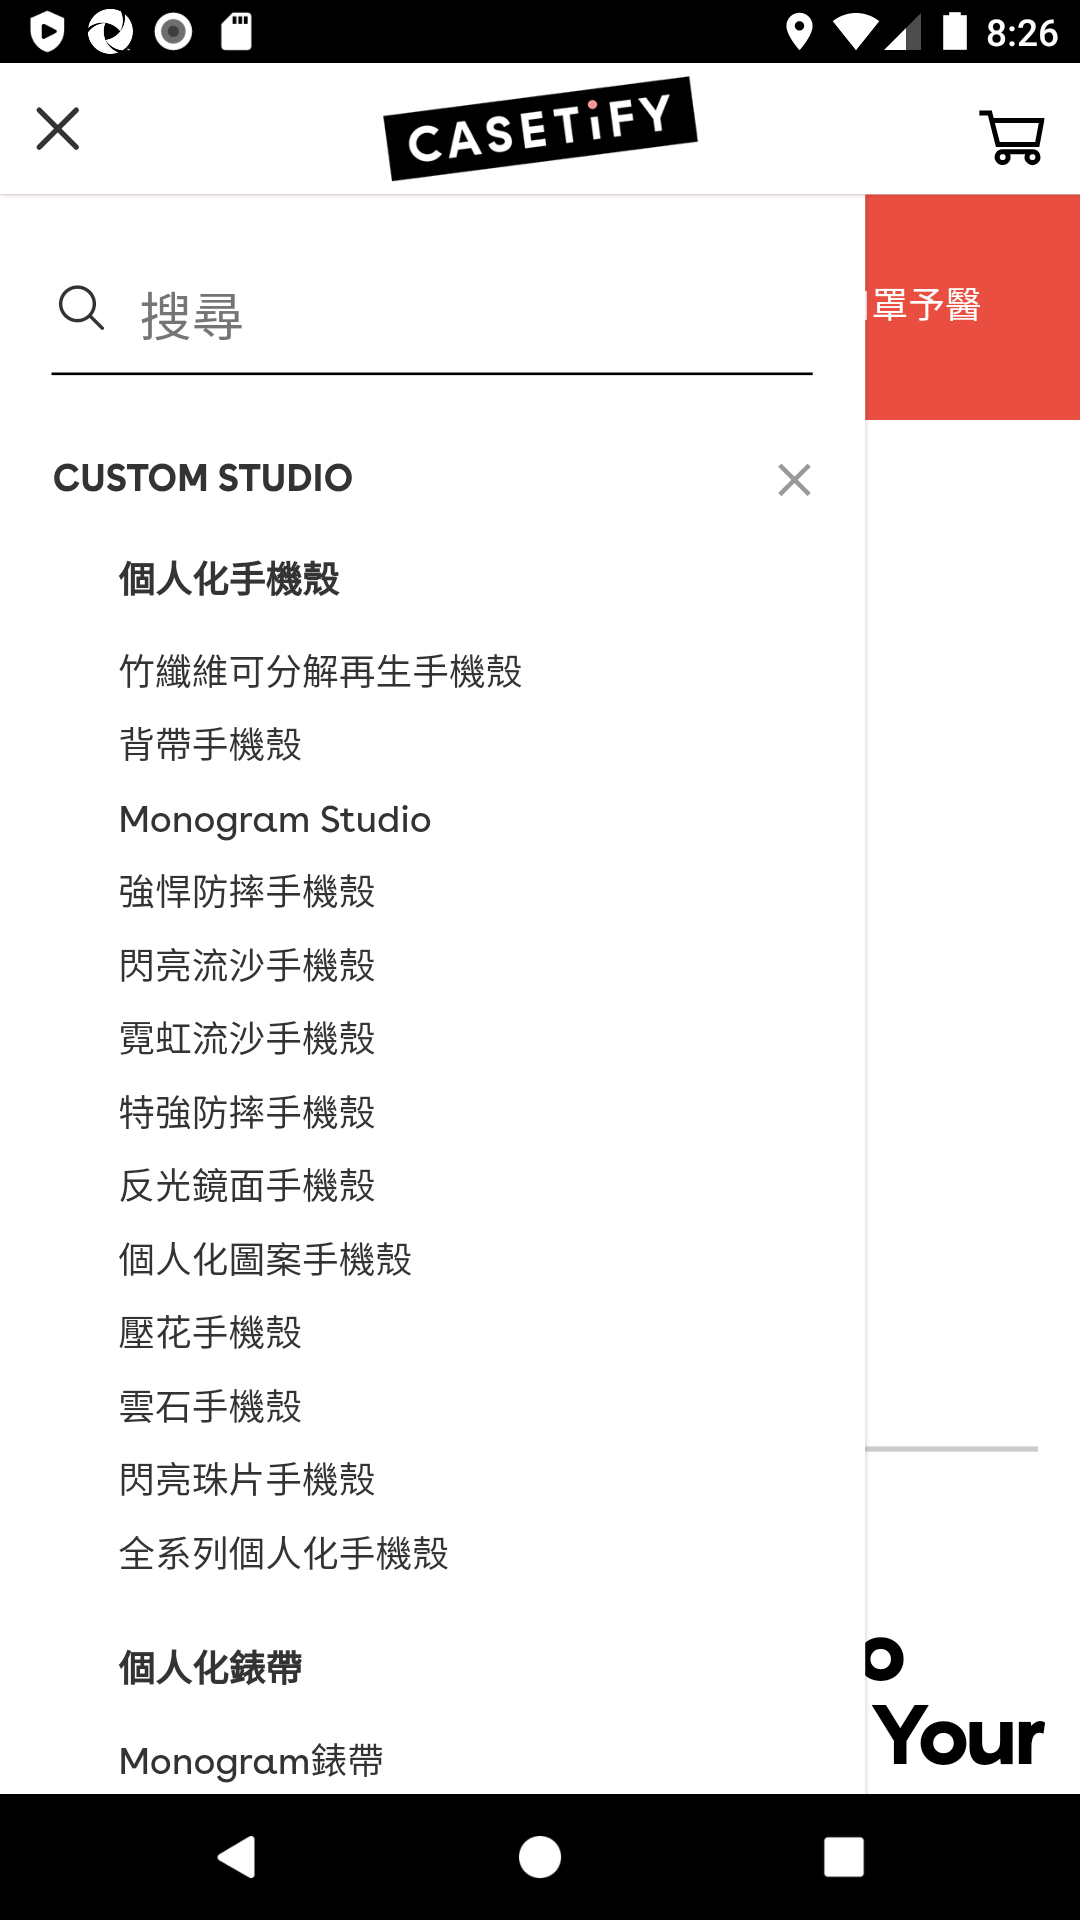 8:26
CASETiFY
搜尋
罩予醫
CUSTOM STUDIO
個人化手機殼
竹纖維可分解再生手機殼
背帶手機殼
Monogram Studio
強悍防摔手機殼
閃亮流沙手機殼
霓虹流沙手機殼
特強防摔手機殼
反光鏡面手機殼
個人化圖案手機殼
壓花手機殼
雲石手機殼
閃亮珠片手機殼
全系列個人化手機殼
個人化錶帶
o
Your
Monogram錶帶